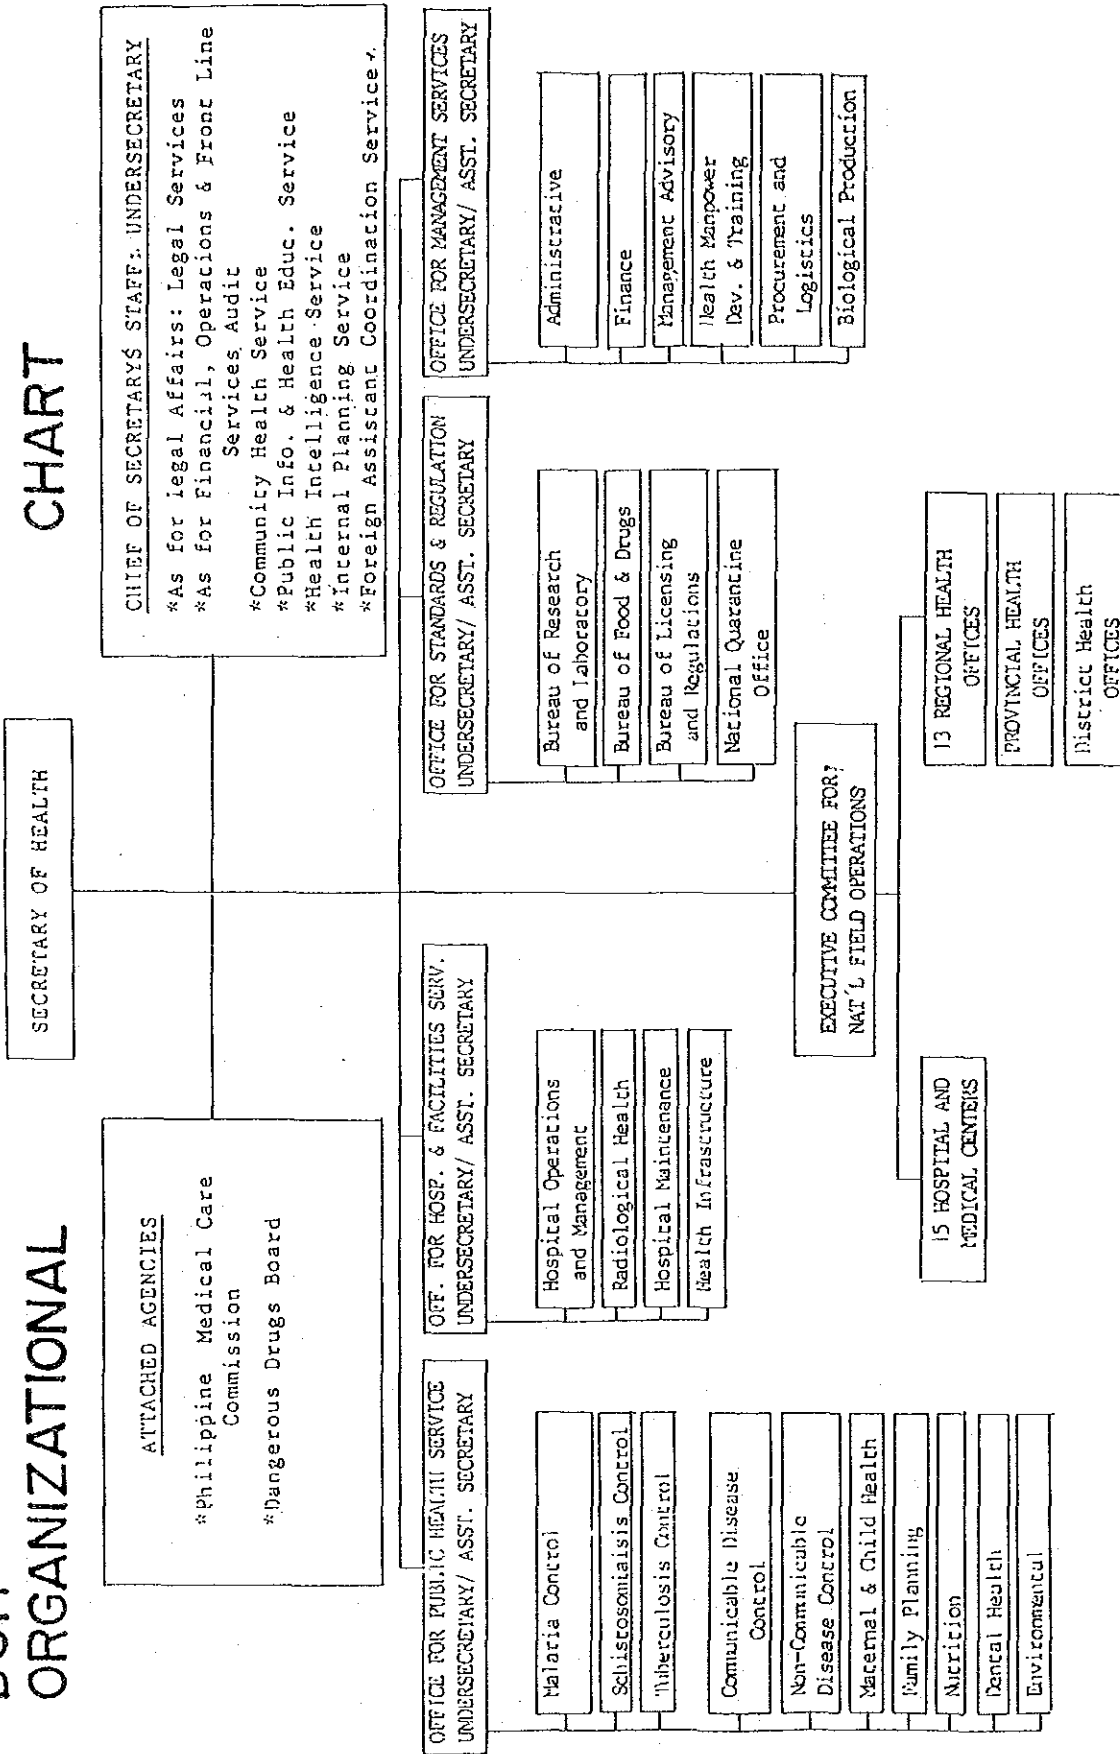 ORGANIZATIONAL CHART
SECRETARY OF HEALTH
ATTACHED AGENCIES
*Philippine Medical Care
Commission
*Dangerous Drugs Board
CHIEF OF SECRETARYS STAFF: UNDERSECRETARY
*As for legal Affairs: Legal Services
*As for Financial, Operations & Front Line
Services Audit
*Community Health Service
*Public Info. & Health Educ. Service
*Health Intelligence Service
*Internal Planning Service
*Foreign Assistant Coordination Service
OFFICE FOR PUBLIC HEALTH SERVICE
UNDERSECRETARY/ ASST. SECRETARY
Malaria Control
Schistosomiaisis Control
Tuberculosis Control
Communicable Disease
Control
Non-Communicable
Disease Control
Maternal & Child Health
Family Planning
Nutrition
Dental Health
Environmental
OFF. FOR HOSP. & FACILITIES SERV.
UNDERSECRETARY/ ASST. SECRETARY
Hospital Operations
and Management
Radiological Health
Hospital Maintenance
Health Infrastructure
OFFICE FOR STANDARDS & REGULATION
UNDERSECRETARY/ ASST. SECRETARY
Bureau of Research
and Laboratory
Bureau of Food & Drugs
Bureau of Licensing
and Regulations
National Quarantine
Office
OFFICE FOR MANAGEMENT SERVICES
UNDERSECRETARY/ ASST. SECRETARY
Administrative
Finance
Management Advisory
Health Manpower
Dev. & Training
Procurement and
Logistics
Biological Production
EXECUTIVE COMMITTEE FOR
NAT'L FIELD OPERATIONS
15 HOSPITAL AND
MEDICAL CENTERS
13 REGIONAL HEALTH
OFFICES
PROVINCIAL HEALTH
OFFICES
District Health
OFFICES